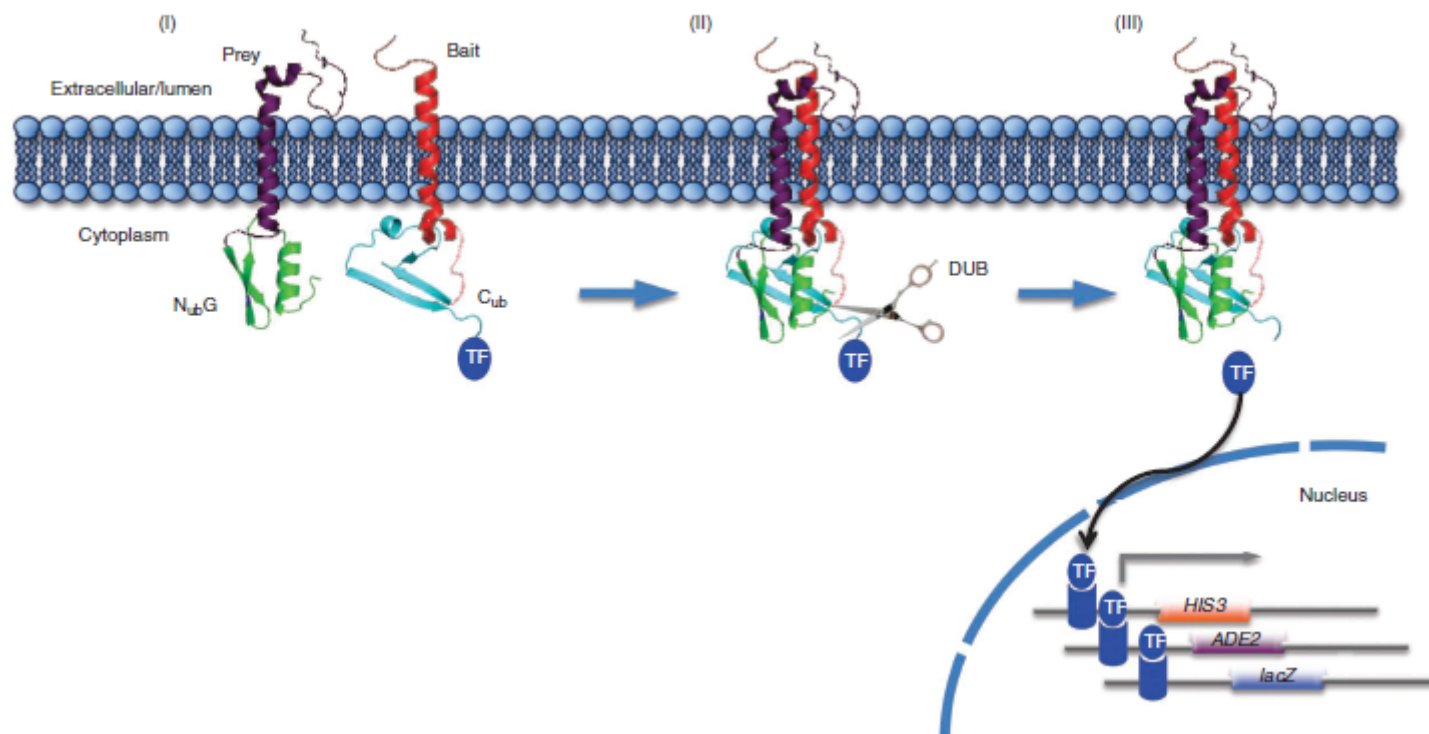 (I)
(II)
(III)
Prey
Bait
Extracellular/lumen
Cytoplasm
NubG
Cub
TF
DUB
TF
TF
Nucleus
TF
TF
HIS3
TF
ADE2
lacZ